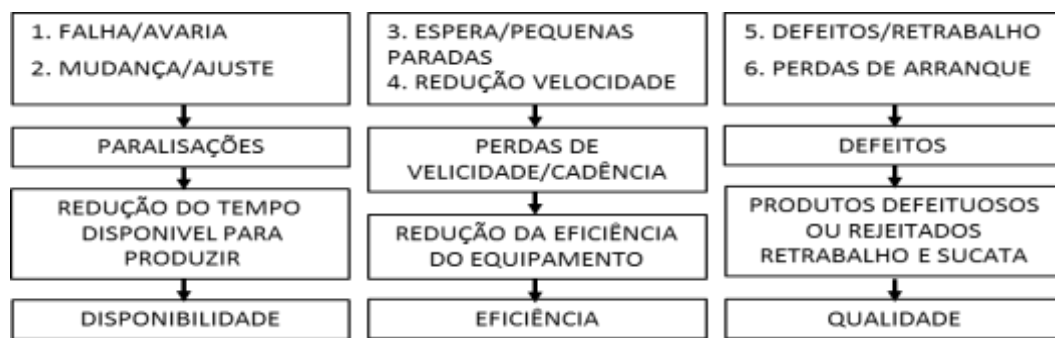 1. FALHA/AVARIA
2. MUDANÇA/AJUSTE
PARALISAÇÕES
REDUÇÃO DO TEMPO
DISPONIVEL PARA
PRODUZIR
DISPONIBILIDADE
3. ESPERA/PEQUENAS
PARADAS
4. REDUÇÃO VELOCIDADE
PERDAS DE
VELICIDADE/CADÊNCIA
REDUÇÃO DA EFICIÊNCIA
DO EQUIPAMENTO
EFICIÊNCIA
5. DEFEITOS/RETRABALHO
6. PERDAS DE ARRANQUE
DEFEITOS
PRODUTOS DEFEITUOSOS
OU REJEITADOS
RETRABALHO E SUCATA
QUALIDADE